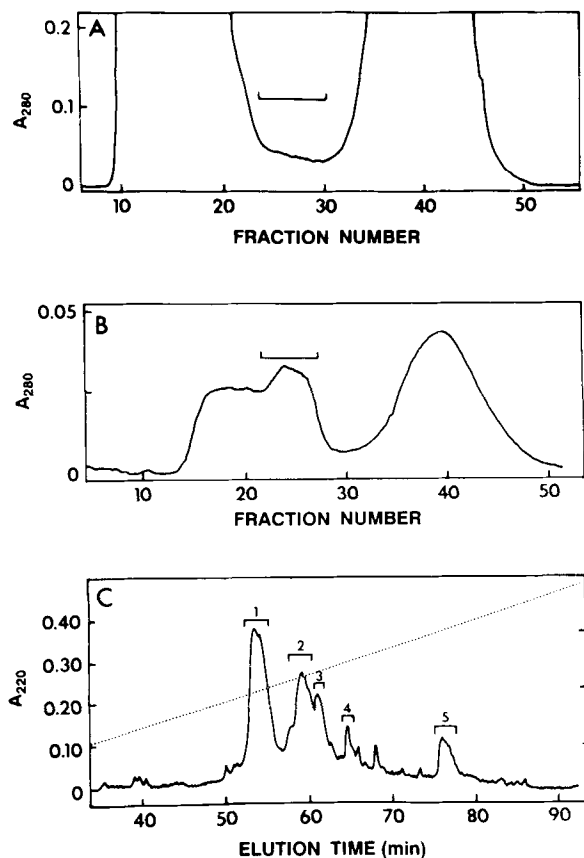 A
0.2
0.1
0
A280
10 20 30 40 50
FRACTION NUMBER
B
0.05
0
A280
10 20 30 40 50
FRACTION NUMBER
C
0.40
0.30
0.20
0.10
0
A220
1 2 3 4 5
40 50 60 70 80 90
ELUTION TIME (min)